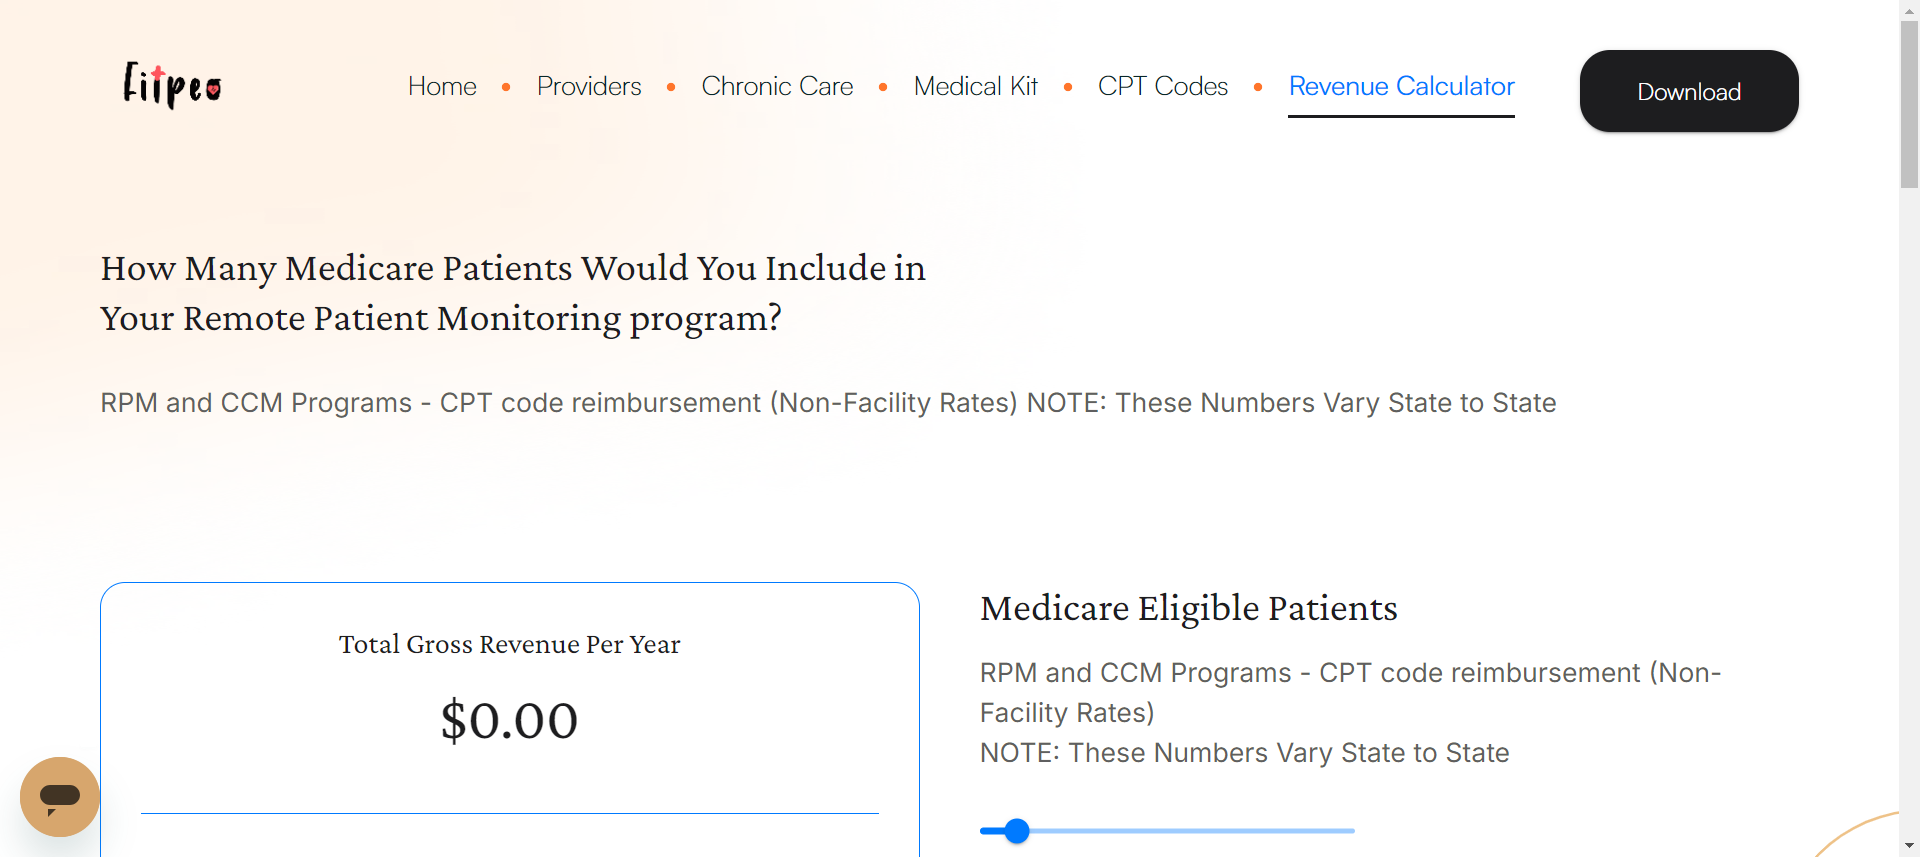 Fitpeo
Home
Providers
Chronic Care
Medical Kit
CPT Codes
Revenue Calculator
Download
How Many Medicare Patients Would You Include in
Your Remote Patient Monitoring program?
RPM and CCM Programs - CPT code reimbursement (Non-Facility Rates) NOTE: These Numbers Vary State to State
Total Gross Revenue Per Year
$0.00
Medicare Eligible Patients
RPM and CCM Programs - CPT code reimbursement (Non-
Facility Rates)
NOTE: These Numbers Vary State to State